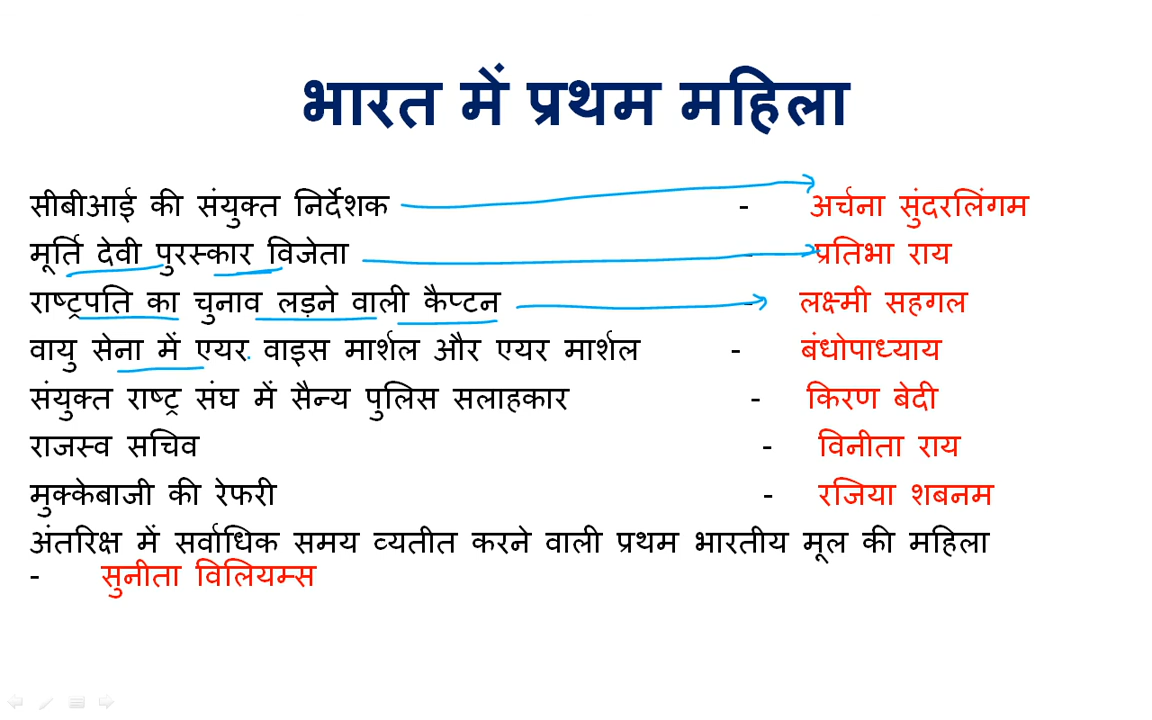 भारत में प्रथम महिला
सीबीआई की संयुक्त निर्देशक - अर्चना सुंदरलिंगम
मूर्ति देवी पुरस्कार विजेता - प्रतिभा राय
राष्ट्रपति का चुनाव लड़ने वाली कैप्टन - लक्ष्मी सहगल
वायु सेना में एयर वाइस मार्शल और एयर मार्शल - बंधोपाध्याय
संयुक्त राष्ट्र संघ में सैन्य पुलिस सलाहकार - किरण बेदी
राजस्व सचिव - विनीता राय
मुक्केबाजी की रेफरी - रजिया शबनम
अंतरिक्ष में सर्वाधिक समय व्यतीत करने वाली प्रथम भारतीय मूल की महिला
- सुनीता विलियम्स